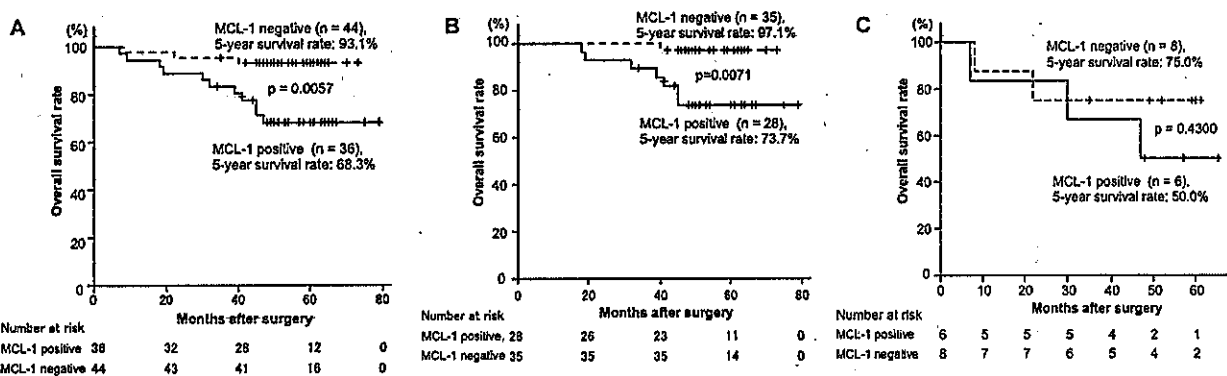 A
(%)
MCL-1 negative (n = 44),
5-year survival rate: 93.1%
100
80
60
40
20
0
p = 0.0057
MCL-1 positive (n = 36),
5-year survival rate: 68.3%
Overall survival rate
0 20 40 60 80
Months after surgery
Number at risk
MCL-1 positive 38 32 28 12 0
MCL-1 negative 44 43 41 16 0
B
(%)
MCL-1 negative (n = 35),
5-year survival rate: 97.1%
100
80
60
40
20
0
p=0.0071
MCL-1 positive (n = 28),
5-year survival rate: 73.7%
Overall survival rate
0 20 40 60 80
Months after surgery
Number at risk
MCL-1 positive, 28 26 23 11 0
MCL-1 negative 35 35 35 14 0
C
(%)
MCL-1 negative (n = 8),
5-year survival rate: 75.0%
100
80
60
40
20
0
p = 0.4300
MCL-1 positive (n = 6),
5-year survival rate: 50.0%
Overall survival rate
0 10 20 30 40 50 60
Months after surgery
Number at risk
MCL-1 positive 6 5 5 5 4 2 1
MCL-1 negative 8 7 7 6 5 4 2